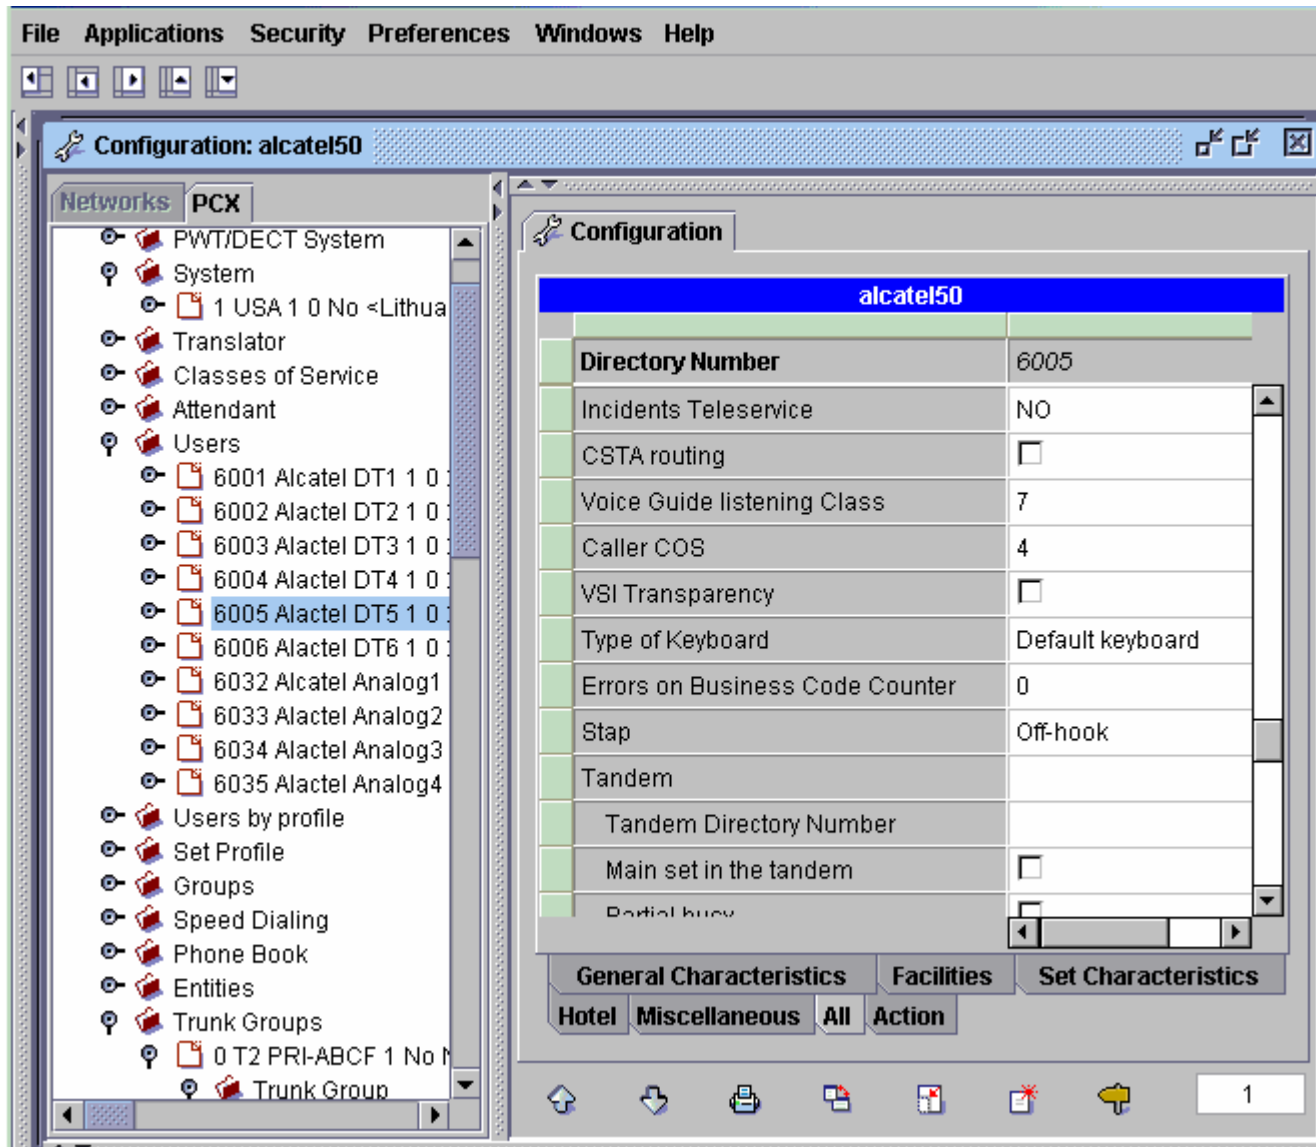 File Applications Security Preferences Windows Help
Configuration: alcatel50
Networks PCX
PWT/DECT System
System
1 USA 1 0 No <Lithua
Translator
Classes of Service
Attendant
Users
6001 Alcatel DT1 1 0
6002 Alactel DT2 1 0
6003 Alactel DT3 1 0
6004 Alactel DT4 1 0
6005 Alactel DT5 1 0
6006 Alactel DT6 1 0
6032 Alcatel Analog1
6033 Alactel Analog2
6034 Alactel Analog3
6035 Alactel Analog4
Users by profile
Set Profile
Groups
Speed Dialing
Phone Book
Entities
Trunk Groups
0 T2 PRI-ABCF 1 No
Trunk Group
Configuration
alcatel50
Directory Number 6005
Incidents Teleservice NO
CSTA routing
Voice Guide listening Class 7
Caller COS 4
VSI Transparency
Type of Keyboard Default keyboard
Errors on Business Code Counter 0
Stap Off-hook
Tandem
Tandem Directory Number
Main set in the tandem
Partial busy
General Characteristics Facilities Set Characteristics
Hotel Miscellaneous All Action
1